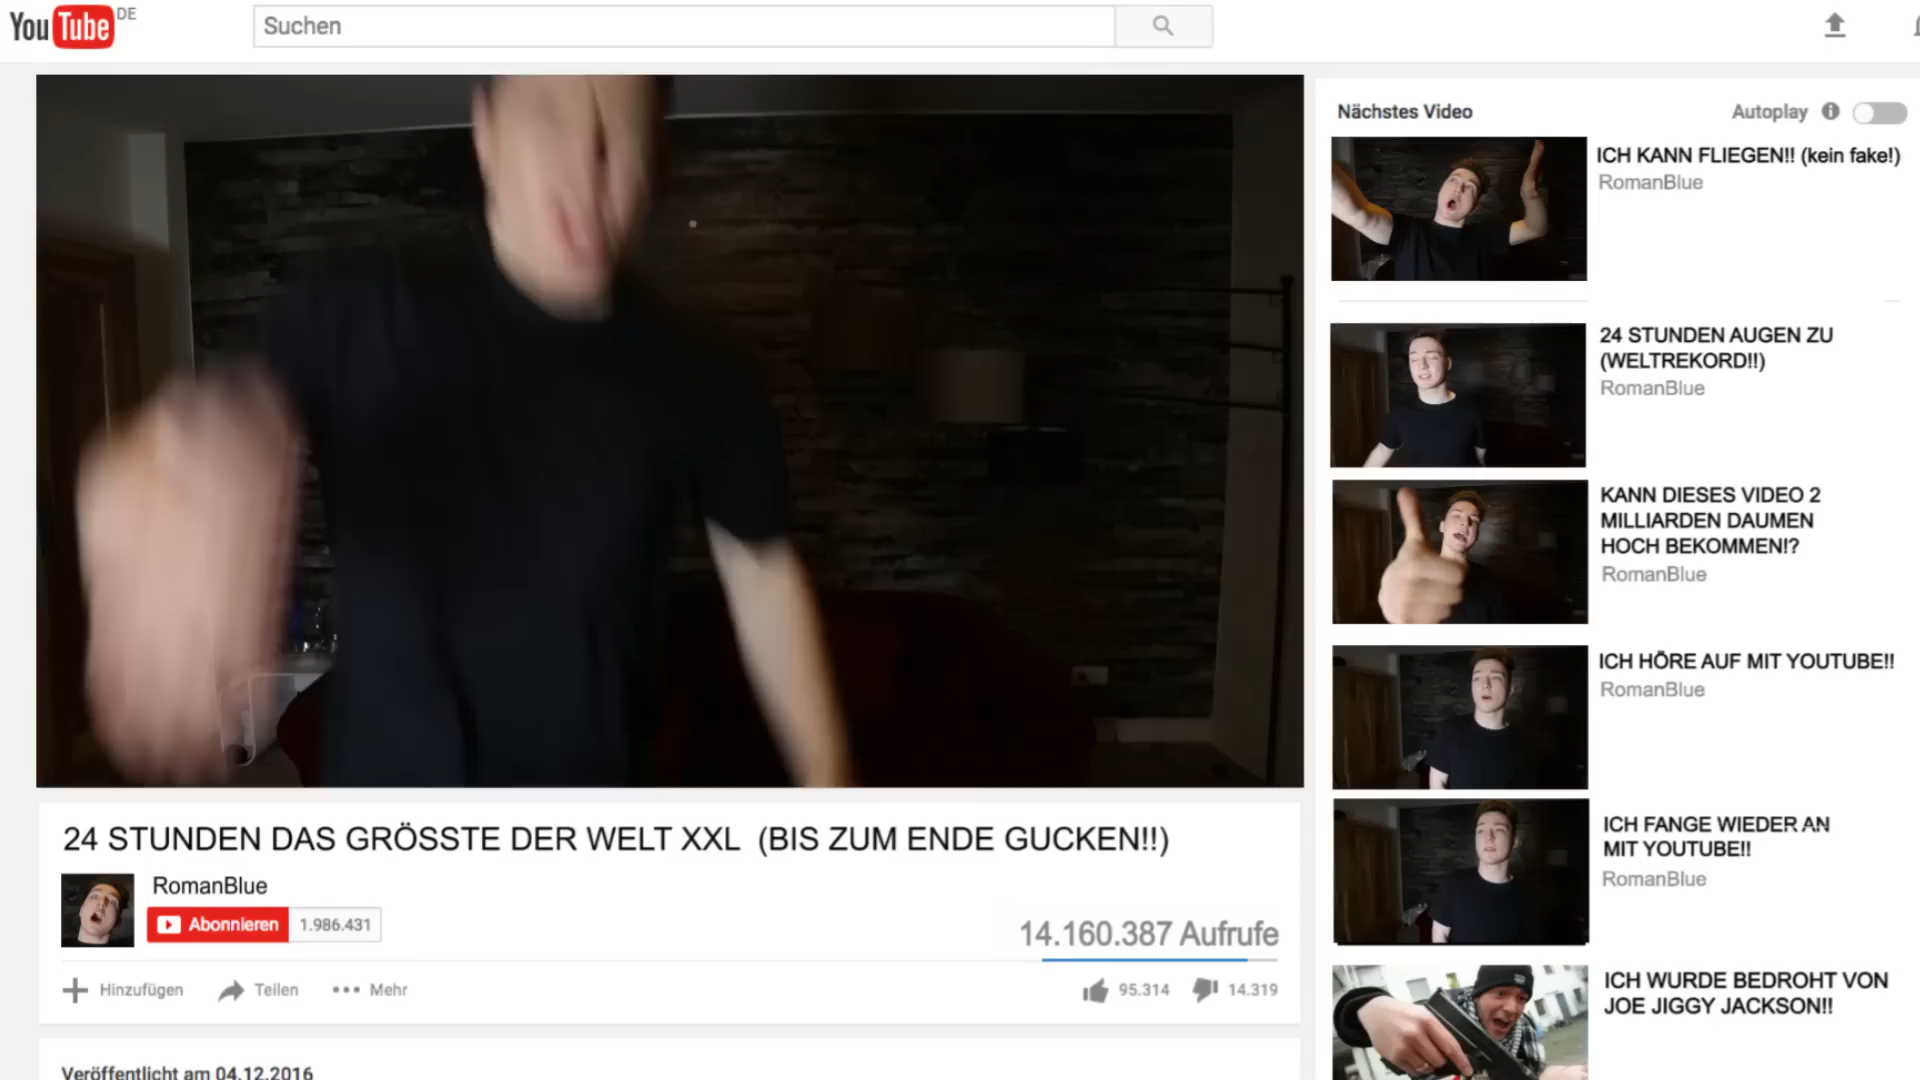 YouTube DE
Suchen
Nächstes Video
Autoplay
ICH KANN FLIEGEN!! (kein fake!)
RomanBlue
24 STUNDEN AUGEN ZU
(WELTREKORD!!)
RomanBlue
KANN DIESES VIDEO 2
MILLIARDEN DAUMEN
HOCH BEKOMMEN!?
RomanBlue
ICH HÖRE AUF MIT YOUTUBE!!
RomanBlue
ICH FANGE WIEDER AN
MIT YOUTUBE!!
RomanBlue
ICH WURDE BEDROHT VON
JOE JIGGY JACKSON!!
24 STUNDEN DAS GRÖSSTE DER WELT XXL (BIS ZUM ENDE GUCKEN!!)
RomanBlue
Abonnieren 1.986.431
14.160.387 Aufrufe
Hinzufügen Teilen Mehr
95.314 14.319
Veröffentlicht am 04.12.2016